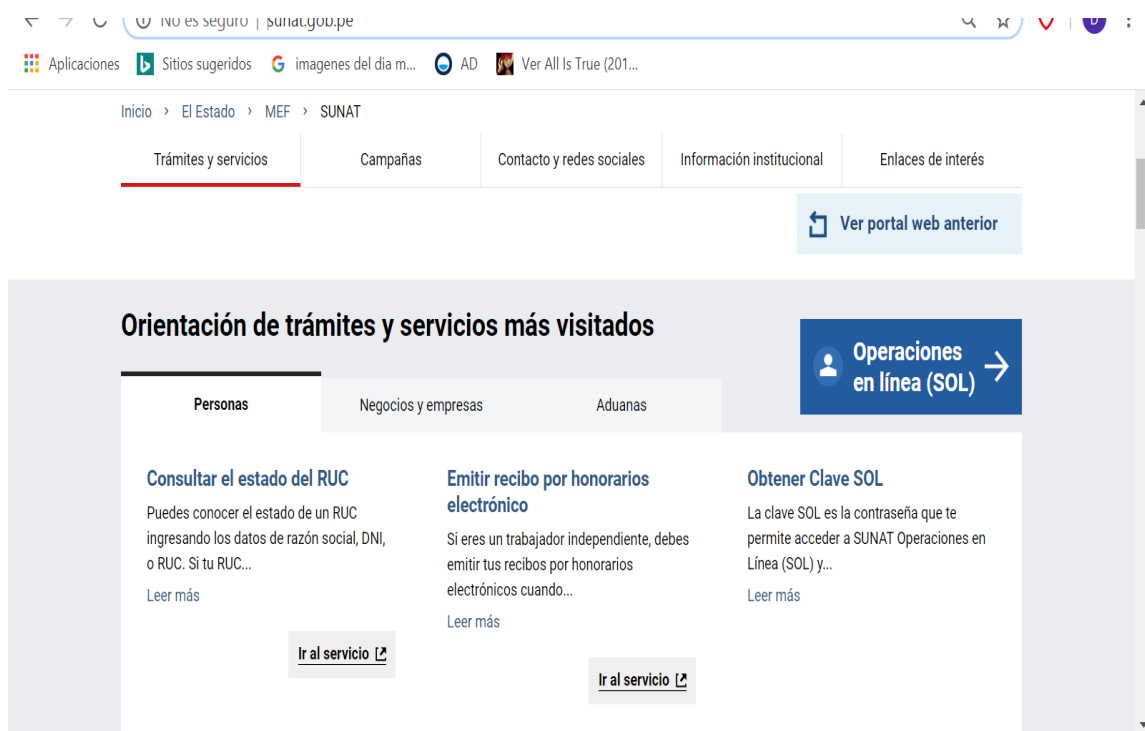 No es seguro | sunat.gob.pe
Aplicaciones Sitios sugeridos imagenes del dia m... AD Ver All Is True (201...
Inicio › El Estado › MEF › SUNAT
Trámites y servicios Campañas Contacto y redes sociales Información institucional Enlaces de interés
Ver portal web anterior
Orientación de trámites y servicios más visitados
Operaciones
en línea (SOL)
Personas Negocios y empresas Aduanas
Consultar el estado del RUC
Puedes conocer el estado de un RUC
ingresando los datos de razón social, DNI,
o RUC. Si tu RUC...
Leer más
Ir al servicio
Emitir recibo por honorarios
electrónico
Si eres un trabajador independiente, debes
emitir tus recibos por honorarios
electrónicos cuando...
Leer más
Ir al servicio
Obtener Clave SOL
La clave SOL es la contraseña que te
permite acceder a SUNAT Operaciones en
Línea (SOL) y...
Leer más